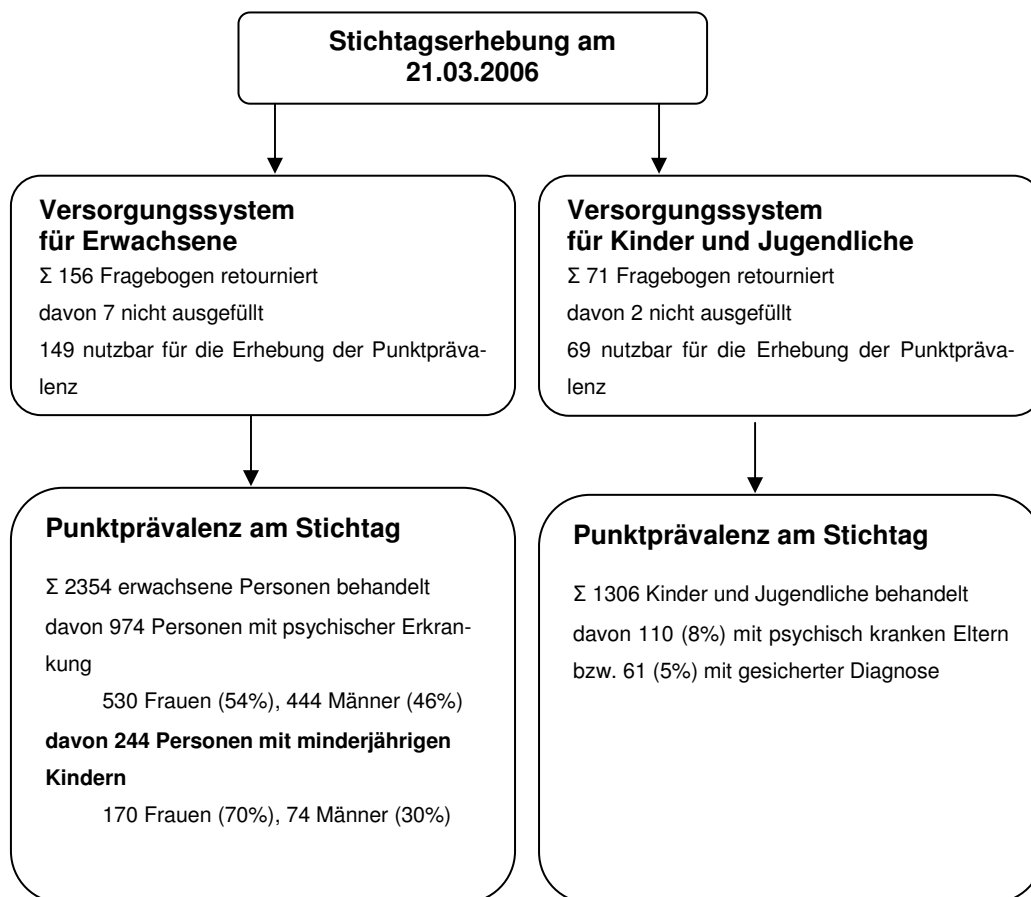 Stichtagserhebung am
21.03.2006
Versorgungssystem
für Erwachsene
Σ 156 Fragebogen retourniert
davon 7 nicht ausgefüllt
149 nutzbar für die Erhebung der Punktpräva-
lenz
Versorgungssystem
für Kinder und Jugendliche
Σ 71 Fragebogen retourniert
davon 2 nicht ausgefüllt
69 nutzbar für die Erhebung der Punktpräva-
lenz
Punktprävalenz am Stichtag
Σ 2354 erwachsene Personen behandelt
davon 974 Personen mit psychischer Erkran-
kung
530 Frauen (54%), 444 Männer (46%)
davon 244 Personen mit minderjährigen
Kindern
170 Frauen (70%), 74 Männer (30%)
Punktprävalenz am Stichtag
Σ 1306 Kinder und Jugendliche behandelt
davon 110 (8%) mit psychisch kranken Eltern
bzw. 61 (5%) mit gesicherter Diagnose